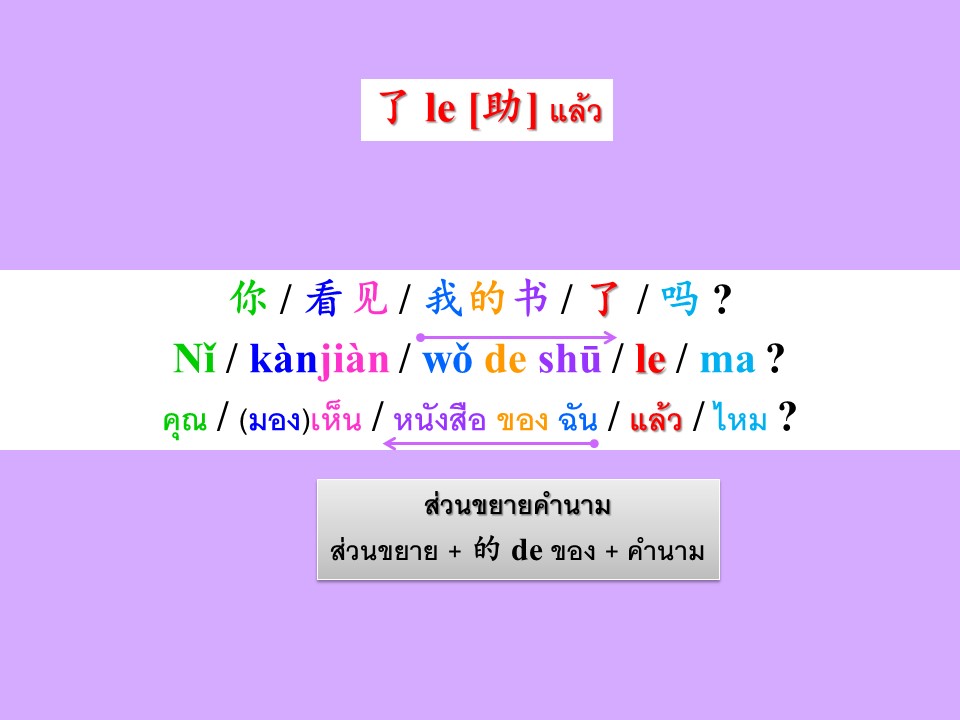 了 le [助] แล้ว
你 / 看见 / 我的书 / 了 / 吗 ?
Nǐ / kànjiàn / wǒ de shū / le / ma ?
คุณ / (มอง)เห็น / หนังสือ ของ ฉัน / แล้ว / ไหม ?
ส่วนขยายคำนาม
ส่วนขยาย + 的 de ของ + คำนาม